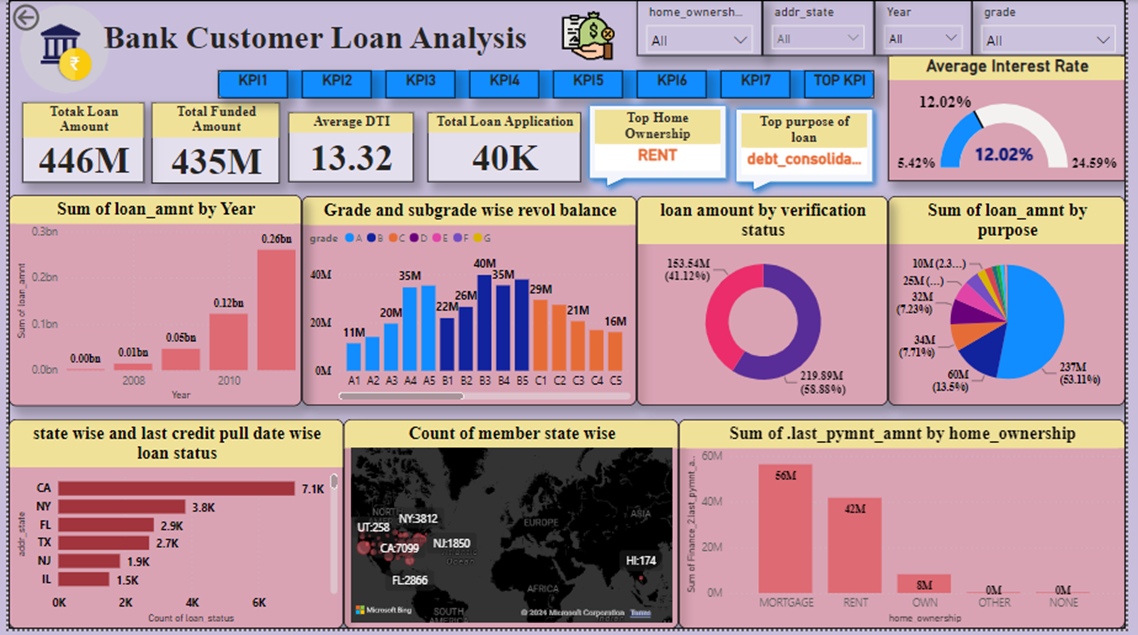 Bank Customer Loan Analysis
₹
home_ownersh...
All
addr_state
All
Year
All
grade
All
KPI1
KPI2
KPI3
KPI4
KPI5
KPI6
KPI7
TOP KPI
Totak Loan
Amount
446M
Total Funded
Amount
435M
Average DTI
13.32
Total Loan Application
40K
Top Home
Ownership
RENT
Top purpose of
loan
debt_consolida...
Average Interest Rate
12.02%
5.42%
12.02%
24.59%
Sum of loan_amnt by Year
Sum of loan_amnt
0.3bn
0.2bn
0.1bn
0.0bn
0.00bn
0.01bn
0.05bn
0.12bn
0.26bn
2008
2010
Year
Grade and subgrade wise revol balance
grade A B C D E F G
40M
20M
0M
11M
20M
35M
22M
26M
40M
35M
29M
21M
16M
A1 A2 A3 A4 A5 B1 B2 B3 B4 B5 C1 C2 C3 C4 C5
loan amount by verification
status
153.54M
(41.12%)
219.89M
(58.88%)
Sum of loan_amnt by
purpose
10M (2.3...)
25M (...)
32M
(7.23%)
34M
(7.71%)
60M
(13.5%)
237M
(53.11%)
state wise and last credit pull date wise
loan status
addr_state
CA 7.1K
NY 3.8K
FL 2.9K
TX 2.7K
NJ 1.9K
IL 1.5K
0K 2K 4K 6K
Count of loan_status
Count of member state wise
NORTH
EUROPE
ASIA
AFRICA
SOUTH
AMERICA
UT:258
NY:3812
CA:7099
NJ:1850
HI:174
FL:2866
Microsoft Bing
© 2024 Microsoft Corporation Terms
Sum of .last_pymnt_amnt by home_ownership
Sum of Finance_2.last_pymnt_a...
60M
40M
20M
0M
56M
42M
8M
0M
0M
MORTGAGE RENT OWN OTHER NONE
home_ownership